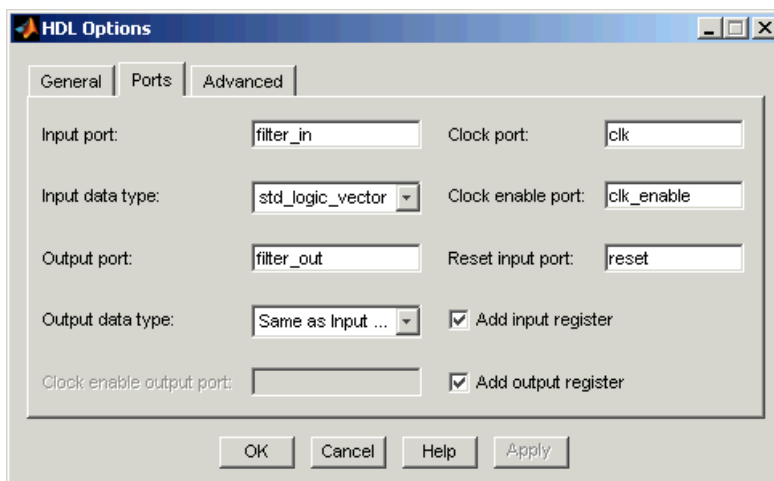 HDL Options
General Ports Advanced
Input port: filter_in Clock port: clk
Input data type: std_logic_vector Clock enable port: clk_enable
Output port: filter_out Reset input port: reset
Output data type: Same as Input ... Add input register
Clock enable output port: Add output register
OK Cancel Help Apply